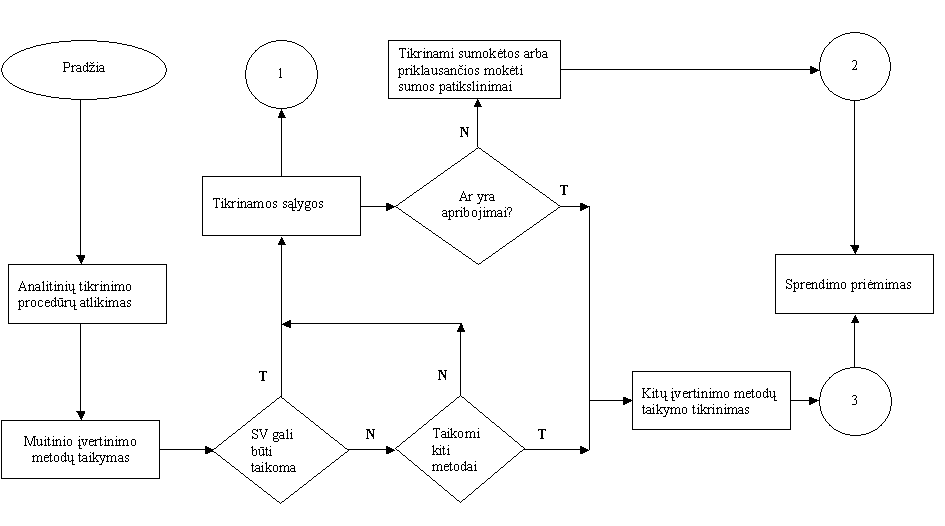 Pradžia
1
Tikrinami sumokėtos arba
priklausančios mokėti
sumos patikslinimai
2
N
Tikrinamos sąlygos
Ar yra
apribojimai?
T
Analitinių tikrinimo
procedūrų atlikimas
Sprendimo priėmimas
T
N
Kitų įvertinimo metodų
taikymo tikrinimas
3
Muitinio įvertinimo
metodų taikymas
SV gali
būti
taikoma
N
Taikomi
kiti
metodai
T